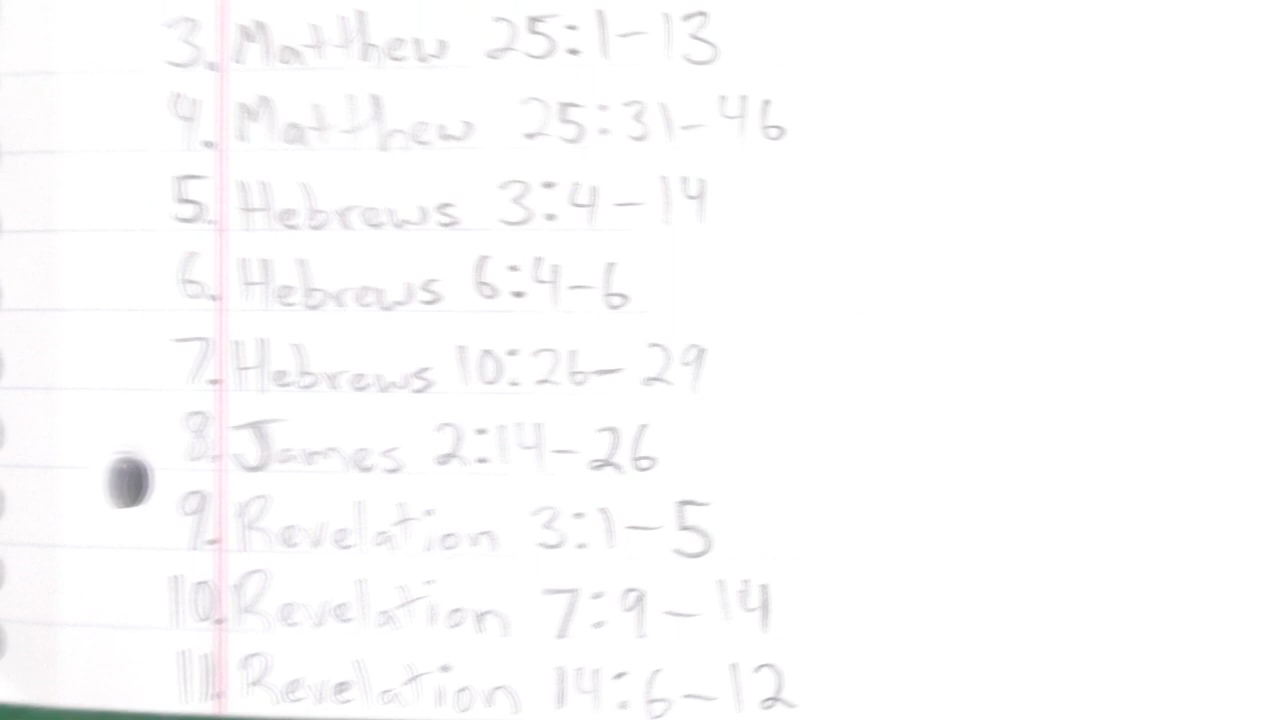 3. Matthew 25:1-13
4. Matthew 25:31-46
5. Hebrews 3:4-14
6. Hebrews 6:4-6
7. Hebrews 10:26-29
8. James 2:14-26
9. Revelation 3:1-5
10. Revelation 7:9-14
11. Revelation 14:6-12